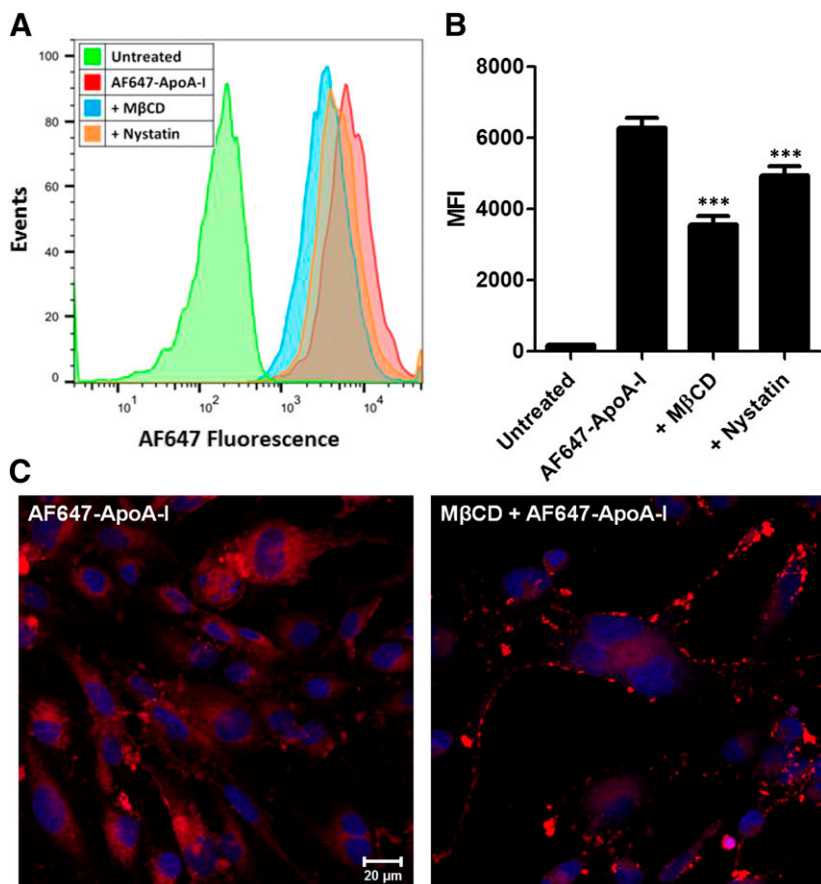 A
Untreated
AF647-ApoA-I
+ MβCD
+ Nystatin
100
80
60
40
20
0
Events
10¹
10²
10³
10⁴
AF647 Fluorescence
B
8000
6000
4000
2000
0
MFI
***
***
Untreated
AF647-ApoA-I
+ MβCD
+ Nystatin
C
AF647-ApoA-I
20 µm
MβCD + AF647-ApoA-I